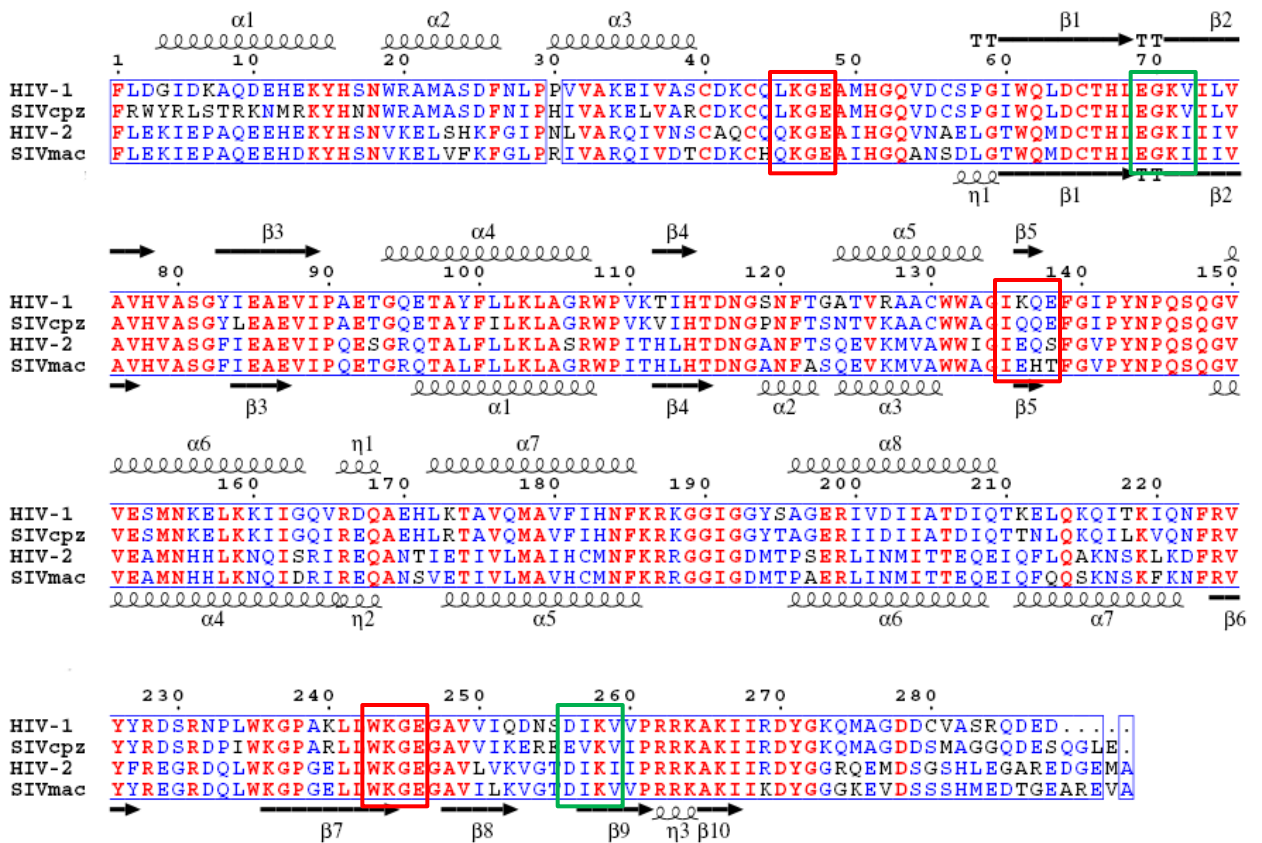 α1 α2 α3 β1 β2
TT TT
1 10 20 30 40 50 60 70
HIV-1 FLDGIDKAQDEHEKYHSNWRAMASDFNLPPVVAKEIVASCDKCQLKGEAMHGQVDCSPGIWQLDCTHLEGKVILV
SIVcpz FRWYRLSTRKNMRKYHNNWRAMASDFNIPHIVAKELVARCDKCQLKGEAIHGQVDCSPGIWQLDCTHLEGKVILV
HIV-2 FLEKIEPAQEEHEKYHSNVKELSHKFGIPNLVARQIVNSCAQCQQKGEAIHGQVNAELGTWQMDCTHLEGKIIIV
SIVmac FLEKIEPAQEEHDKYHSNVKELVFKFGLPRIVARQIVDTCDKCHQKGEAIHGQANSDLGTWQMDCTHLEGKIIIV
TT
η1 β1 β2
β3 α4 β4 α5 β5
80 90 100 110 120 130 140 150
HIV-1 AVHVASGYIEAEVIPAETGQETAYFLLKLAGRWPVKTIHTDNGSNFTGATVRAACWWAGIKQEFGIPYNPQSQGV
SIVcpz AVHVASGYLEAEVIPAETGQETAYFILKLAGRWPVKVIHTDNGPNFTSNTVKAACWWAGIQQEFGIPYNPQSQGV
HIV-2 AVHVASGFIEAEVIPQESGRQTALFLLKLASRWPITHLHTDNGANFTSQEVKMVAWWIGIEQSFGVPYNPQSQGV
SIVmac AVHVASGFIEAEVIPQETGRQTALFLLKLAGRWPITHLHTDNGANFASQEVKMVAWWAGIEHTFGVPYNPQSQGV
β3 α1 β4 α2 α3 β5
α6 η1 α7 α8
160 170 180 190 200 210 220
HIV-1 VESMNKELKKIIGQVRDQAEHLKTAVQMAVFIHNFKRKGGIGGYSAGERIVDIIATDIQTKELQKQITKIQNFRV
SIVcpz VESMNKELKKIIGQIREQAEHLRTAVQMAVFIHNFKRKGGIGGYTAGERIIDIIATDIQTTNLQKQILKVQNFRV
HIV-2 VEAMNHHLKNQISRIREQANTIETIVLMAIHCMNFKRRGGIGDMTPSERLINMITTEQEIQFLQAKNSKLKDFRV
SIVmac VEAMNHHLKNQIDRIREQANSVETIVLMAVHCMNFKRRGGIGDMTPAERLINMITTEQEIQFQQSKNSKFKNFRV
α4 η2 α5 α6 α7 β6
230 240 250 260 270 280
HIV-1 YYRDSRNPLWKGPAKLLWKGEGAVVIQDNSDIKVVPRRKAKIIRDYGKQMAGDDCVASRQDED.....
SIVcpz YYRDSRDPIWKGPARLLWKGEGAVVIKEREEVKVIPRRKAKIIRDYGKQMAGDDSMAGGQDESQGLE.
HIV-2 YFREGRDQLWKGPGELLWKGEGAVLVKVGTDIKIIPRRKAKIIRDYGGRQEMDSGSHLEGAREDGEMA
SIVmac YYREGRDQLWKGPGELLWKGEGAVILKVGTDIKVVPRRKAKIIKDYGGGKEVDSSSHMEDTGEAREVA
β7 β8 β9 η3 β10